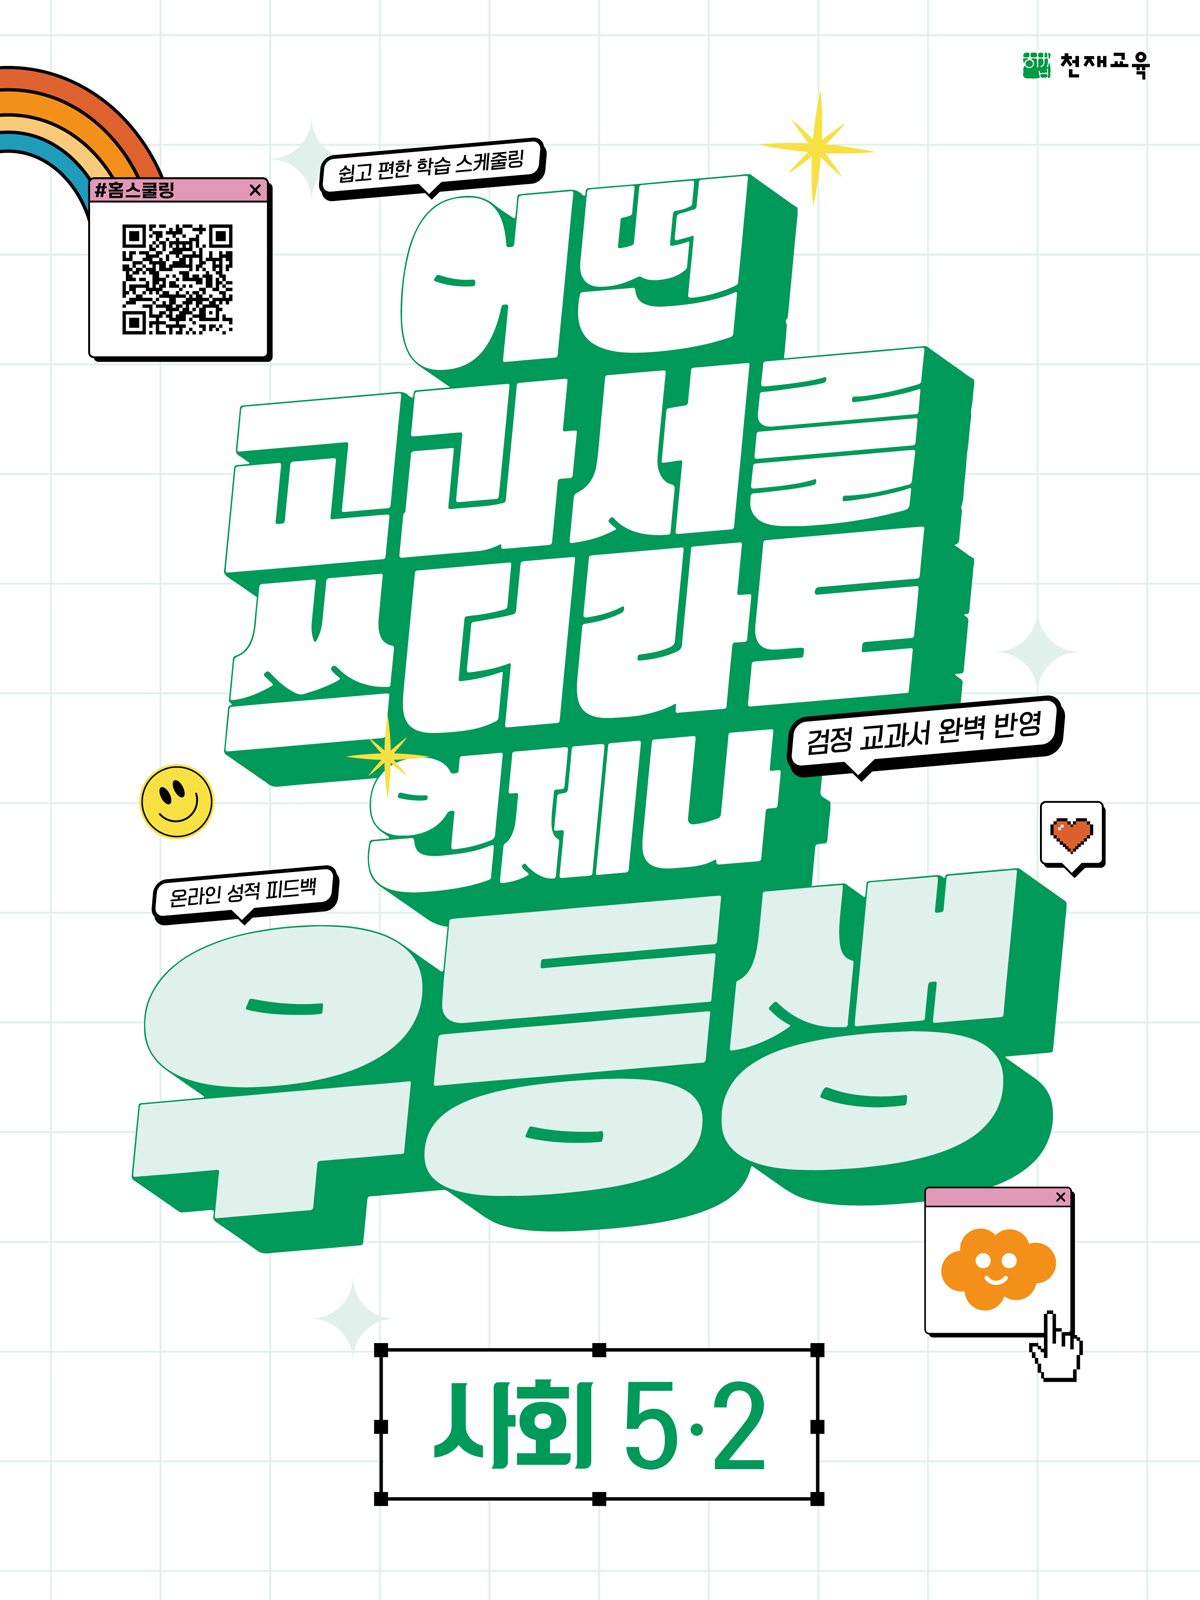 천재교육
쉽고 편한 학습 스케줄링
#홈스쿨링
어떤
교과서를
쓰더라도
언제나
검정 교과서 완벽 반영
온라인 성적 피드백
우등생
사회 5·2